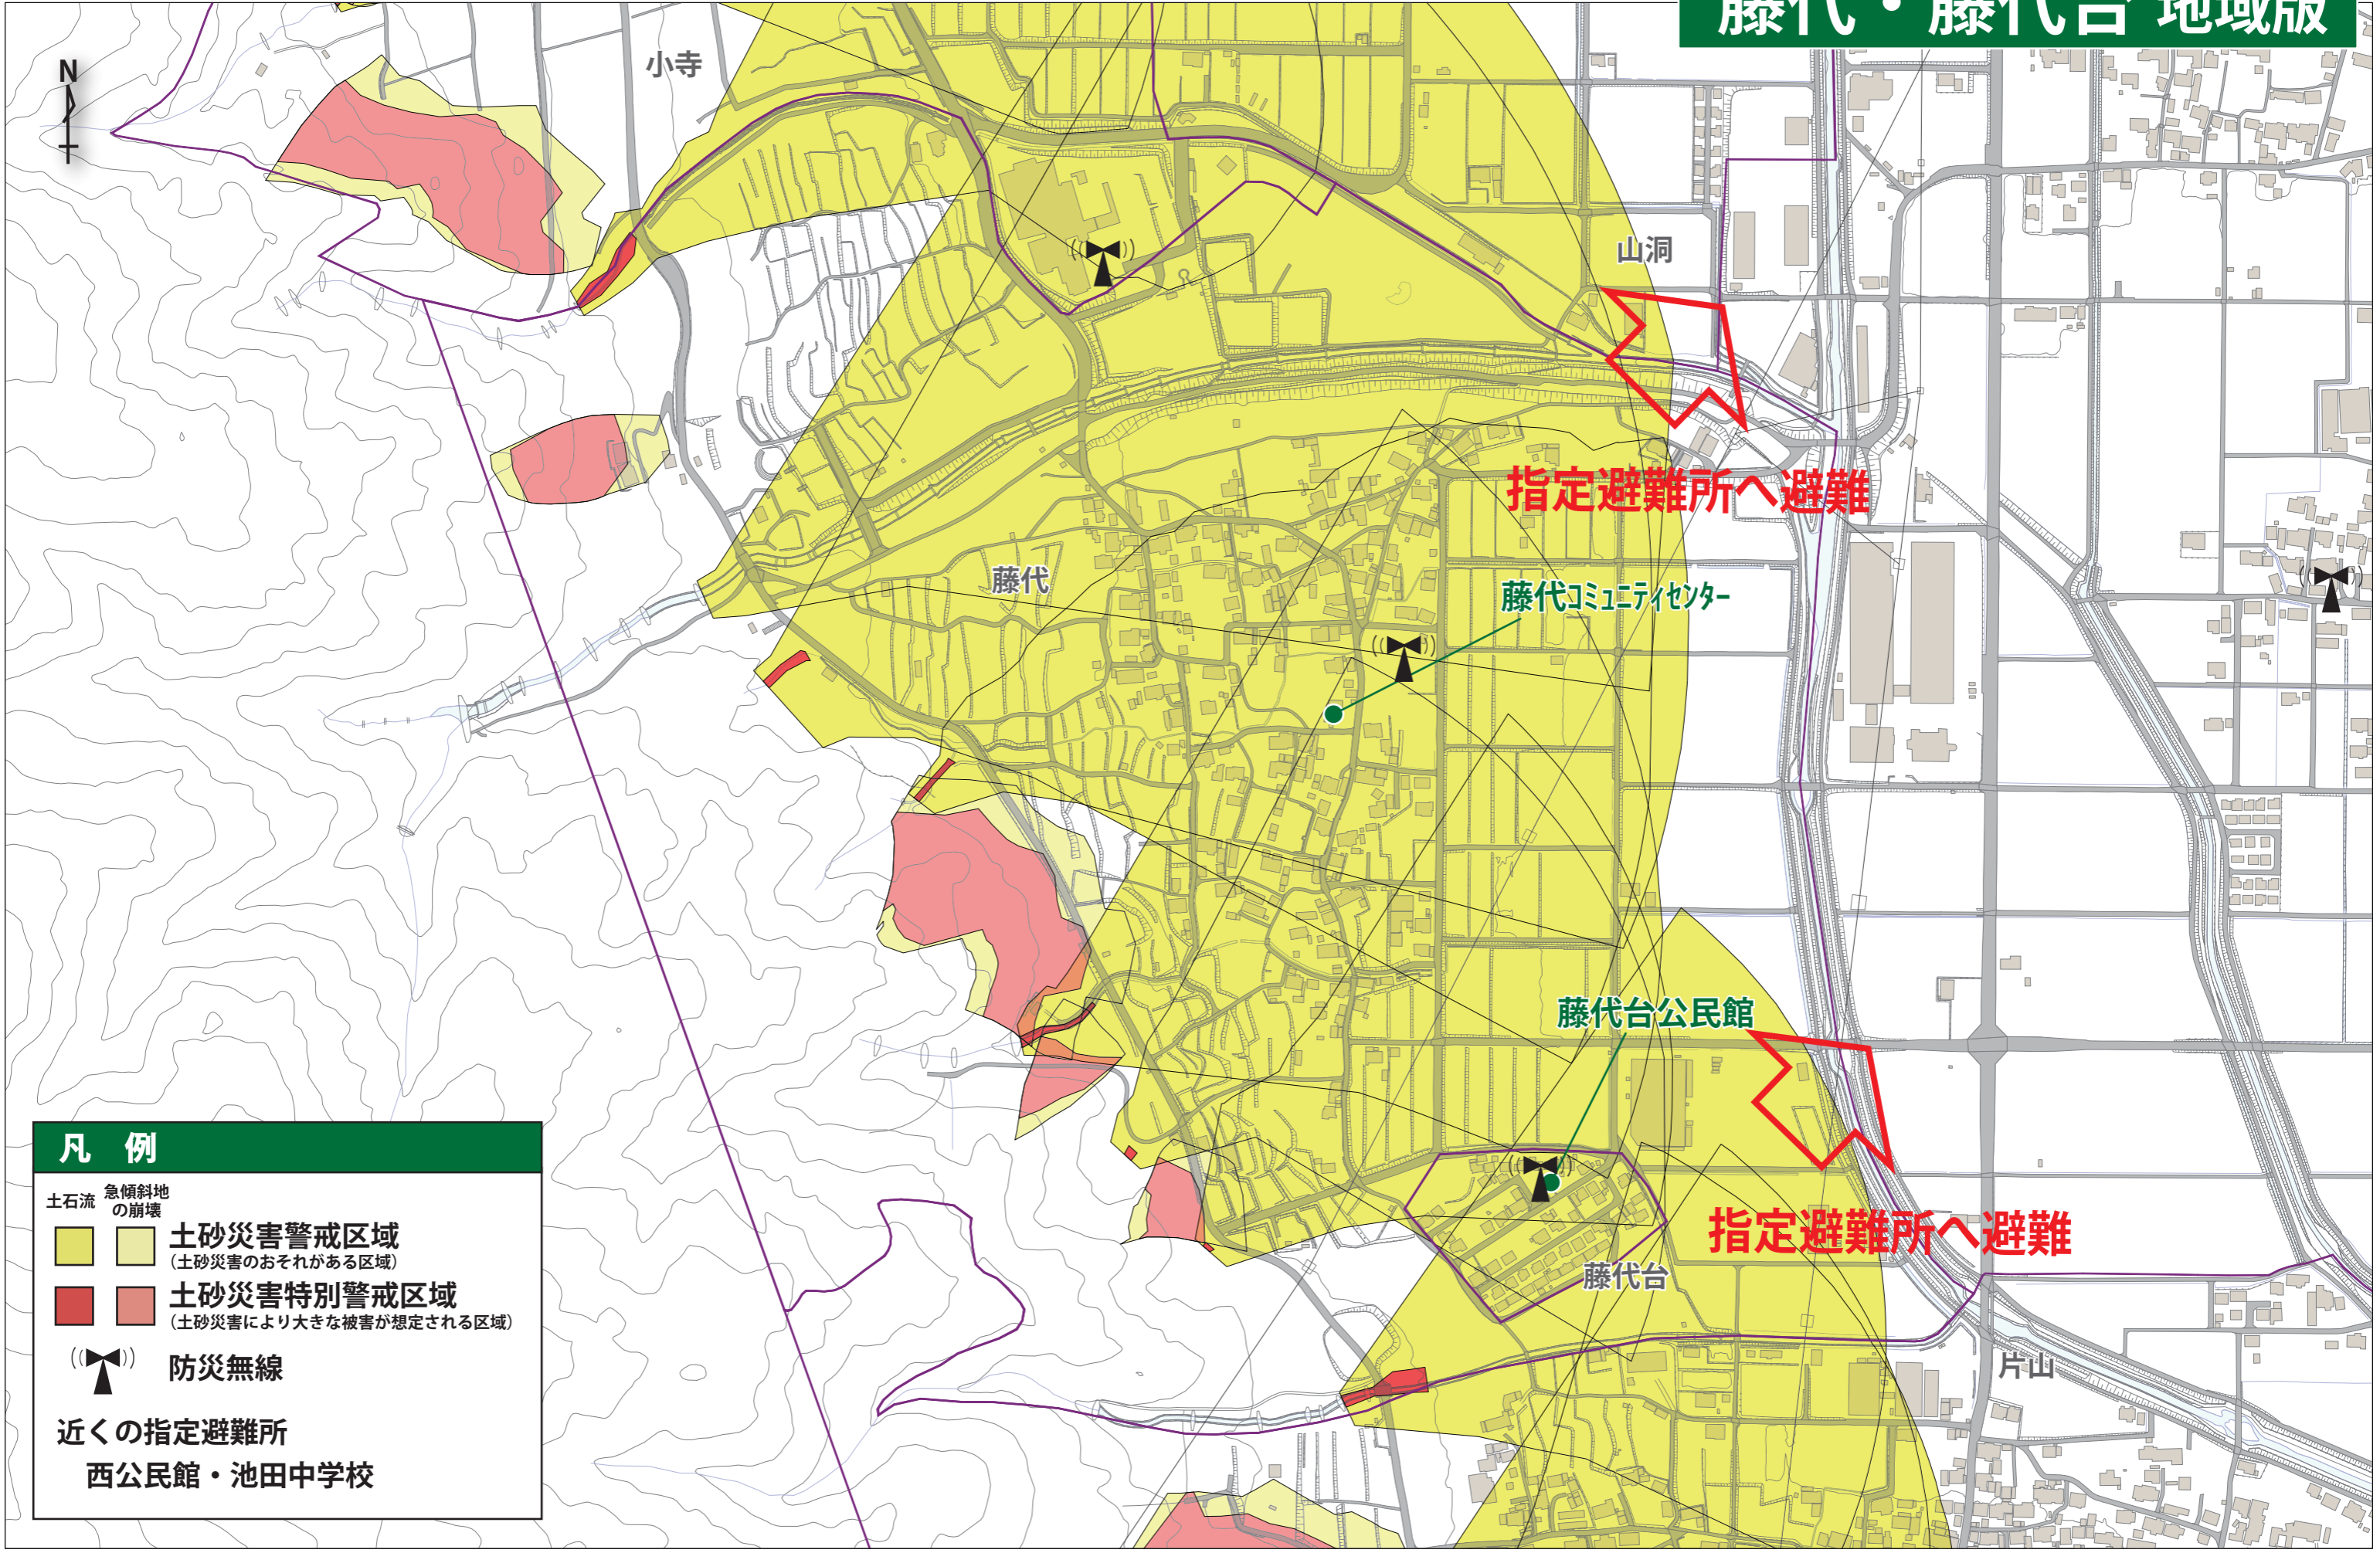 藤代・藤代台 地域版
N
小寺
山洞
指定避難所へ避難
藤代
藤代コミュニティセンター
藤代台公民館
指定避難所へ避難
藤代台
片山
凡 例
土石流
急傾斜地
の崩壊
土砂災害警戒区域
（土砂災害のおそれがある区域）
土砂災害特別警戒区域
（土砂災害により大きな被害が想定される区域）
防災無線
近くの指定避難所
西公民館・池田中学校